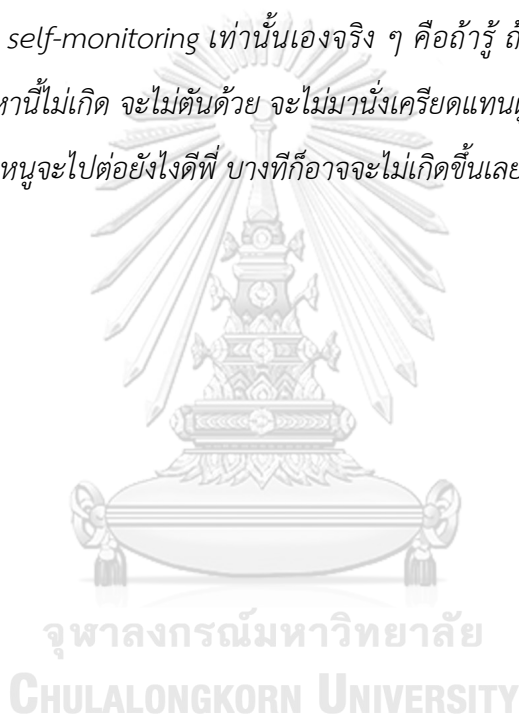 self-monitoring เท่านั้นเองจริง ๆ คือถ้ารู้
หานี้ไม่เกิด จะไม่ตันด้วย จะไม่มานั่งเครียดแทน
หนูจะไปต่อยังไงดีพี่ บางทีก็อาจจะไม่เกิดขึ้นเลย
จุฬาลงกรณ์มหาวิทยาลัย
CHULALONGKORN UNIVERSITY